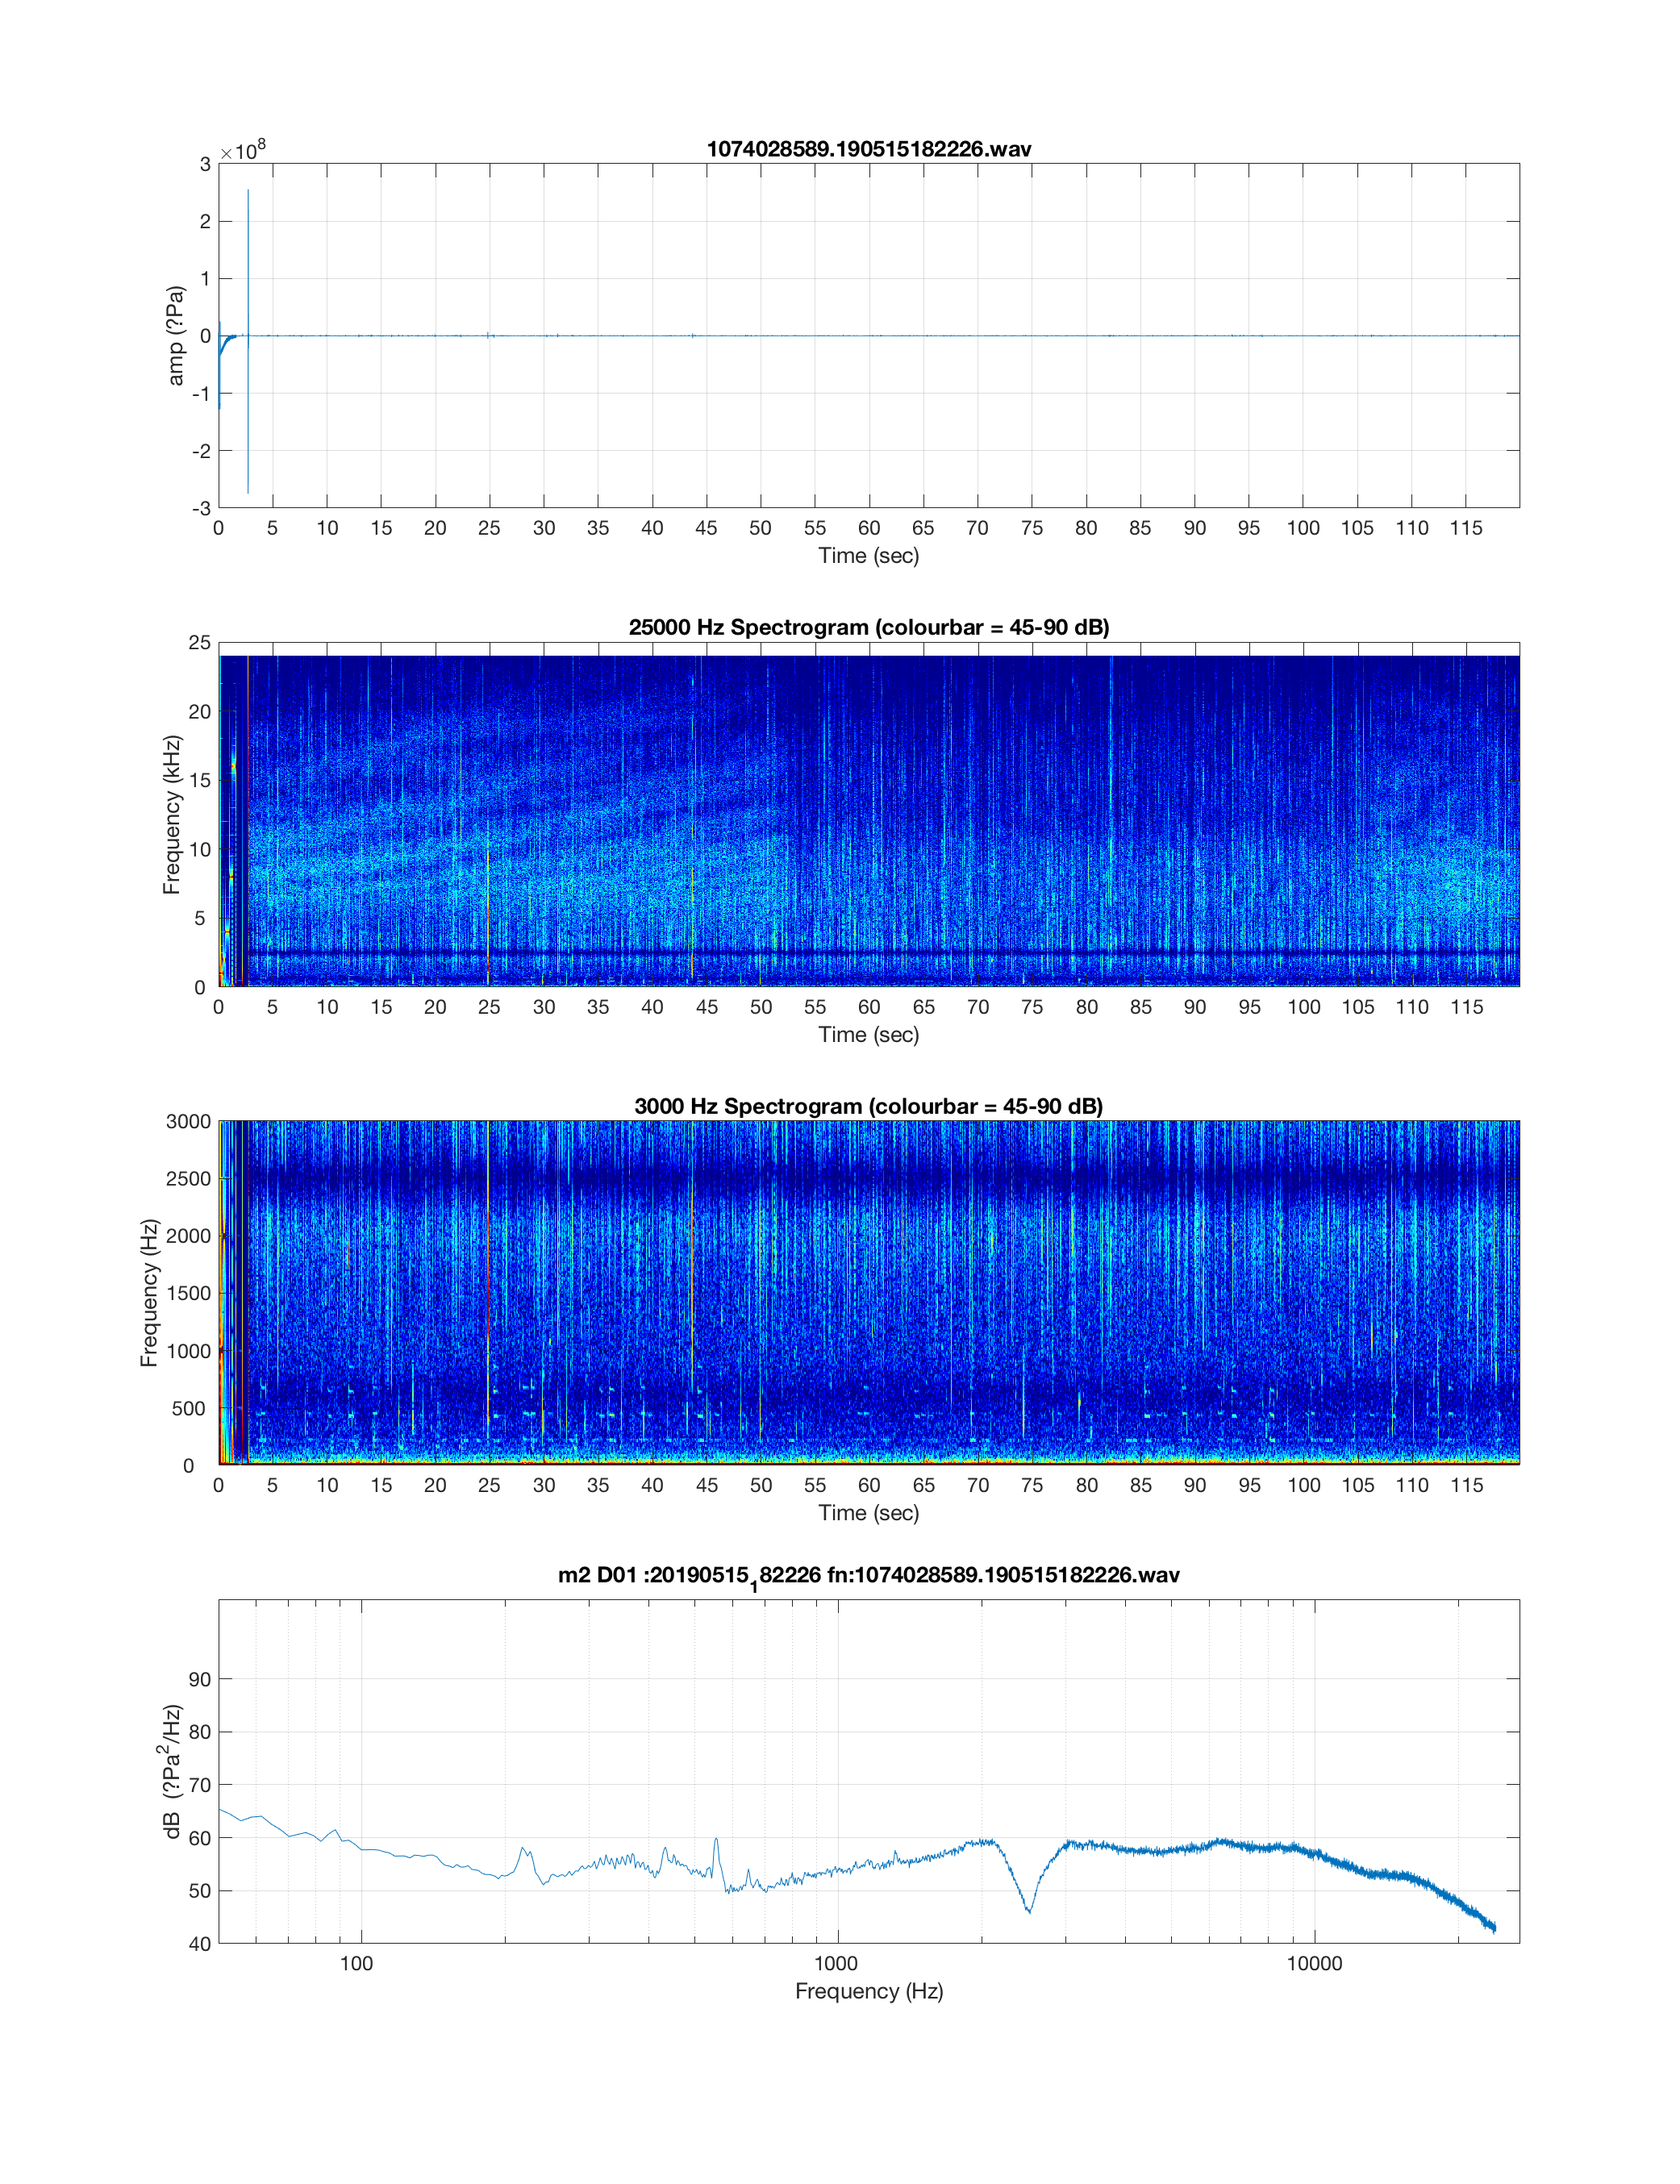 1074028589.190515182226.wav
×10^8
3
2
1
0
-1
-2
-3
amp (?Pa)
0 5 10 15 20 25 30 35 40 45 50 55 60 65 70 75 80 85 90 95 100 105 110 115
Time (sec)
25000 Hz Spectrogram (colourbar = 45-90 dB)
25
20
15
10
5
0
Frequency (kHz)
0 5 10 15 20 25 30 35 40 45 50 55 60 65 70 75 80 85 90 95 100 105 110 115
Time (sec)
3000 Hz Spectrogram (colourbar = 45-90 dB)
3000
2500
2000
1500
1000
500
0
Frequency (Hz)
0 5 10 15 20 25 30 35 40 45 50 55 60 65 70 75 80 85 90 95 100 105 110 115
Time (sec)
m2 D01 :20190515_182226 fn:1074028589.190515182226.wav
90
80
70
60
50
40
dB (?Pa^2/Hz)
100 1000 10000
Frequency (Hz)